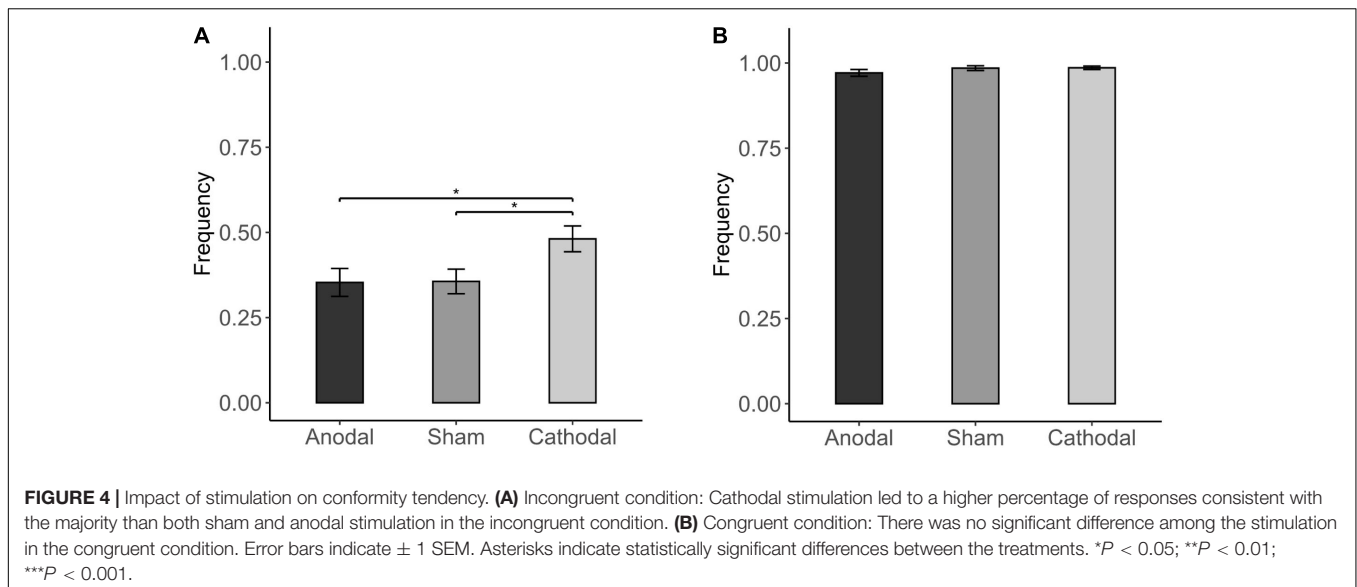 A
1.00
0.75
0.50
0.25
0.00
Frequency
*
*
Anodal Sham Cathodal
B
1.00
0.75
0.50
0.25
0.00
Frequency
Anodal Sham Cathodal
FIGURE 4 | Impact of stimulation on conformity tendency. (A) Incongruent condition: Cathodal stimulation led to a higher percentage of responses consistent with
the majority than both sham and anodal stimulation in the incongruent condition. (B) Congruent condition: There was no significant difference among the stimulation
in the congruent condition. Error bars indicate ± 1 SEM. Asterisks indicate statistically significant differences between the treatments. *P < 0.05; **P < 0.01;
***P < 0.001.